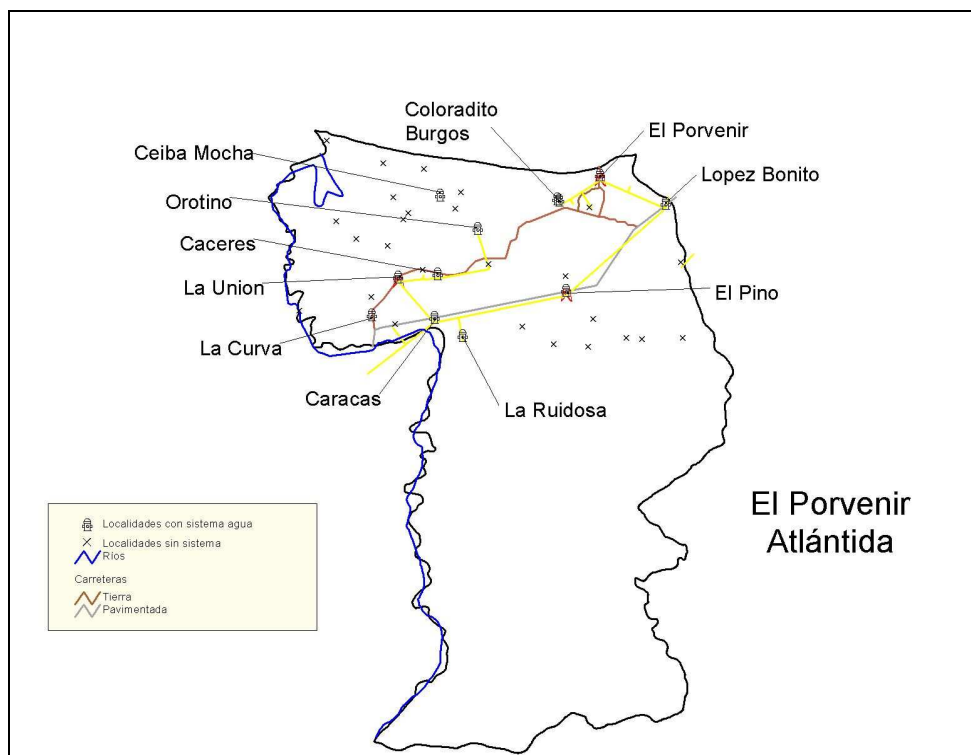 Coloradito
Burgos
El Porvenir
Ceiba Mocha
Lopez Bonito
Orotino
Caceres
La Union
El Pino
La Curva
Caracas
La Ruidosa
El Porvenir
Atlántida
Localidades con sistema agua
Localidades sin sistema
Ríos
Carreteras
Tierra
Pavimentada